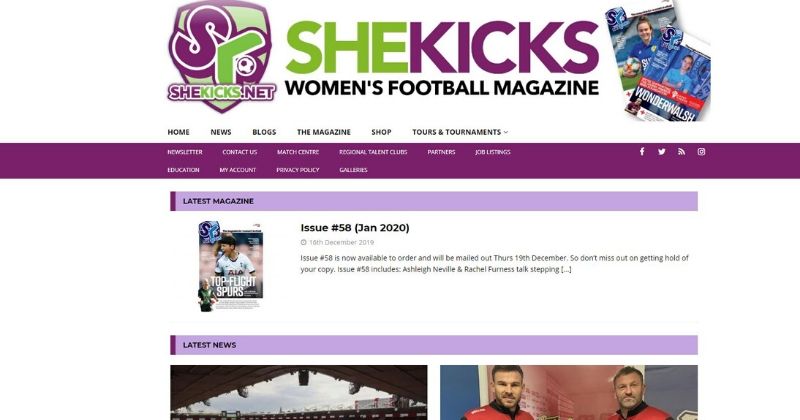 SHEKICKS.NET
SHEKICKS
WOMEN'S FOOTBALL MAGAZINE
WONDERWALSH
HOME NEWS BLOGS THE MAGAZINE SHOP TOURS & TOURNAMENTS
NEWSLETTER CONTACT US MATCH CENTRE REGIONAL TALENT CLUBS PARTNERS JOB LISTINGS
EDUCATION MY ACCOUNT PRIVACY POLICY GALLERIES
LATEST MAGAZINE
Issue #58 (Jan 2020)
16th December 2019
Issue #58 is now available to order and will be mailed out Thurs 19th December. So don't miss out on getting hold of
your copy. Issue #58 includes: Ashleigh Neville & Rachel Furness talk stepping [...]
AIA
TOP-FLIGHT
SPURS
LATEST NEWS